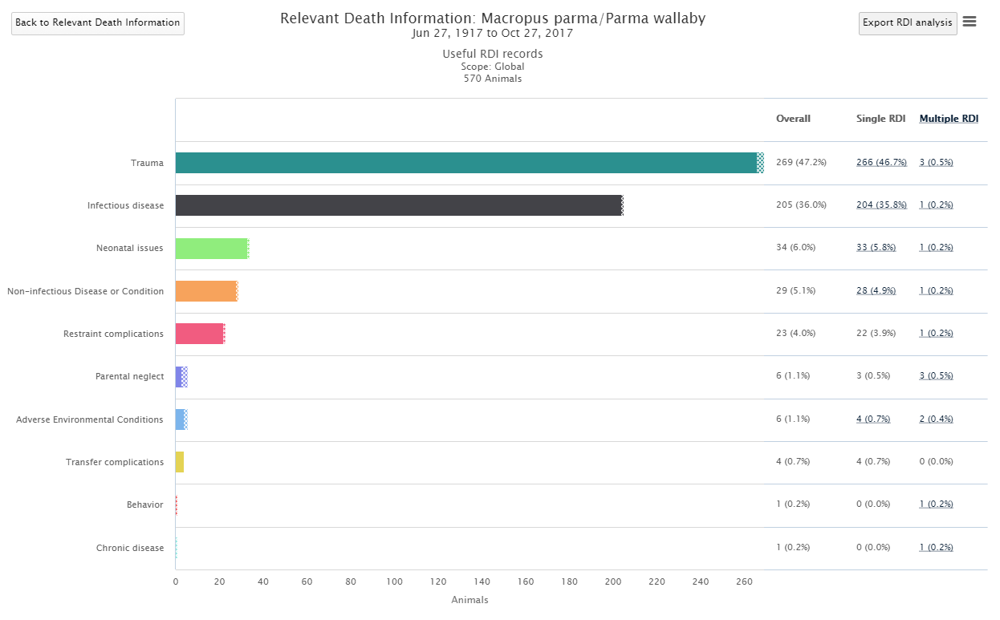 Back to Relevant Death Information
Relevant Death Information: Macropus parma/Parma wallaby
Jun 27, 1917 to Oct 27, 2017
Export RDI analysis
Useful RDI records
Scope: Global
570 Animals
Overall Single RDI Multiple RDI
Trauma 269 (47.2%) 266 (46.7%) 3 (0.5%)
Infectious disease 205 (36.0%) 204 (35.8%) 1 (0.2%)
Neonatal issues 34 (6.0%) 33 (5.8%) 1 (0.2%)
Non-infectious Disease or Condition 29 (5.1%) 28 (4.9%) 1 (0.2%)
Restraint complications 23 (4.0%) 22 (3.9%) 1 (0.2%)
Parental neglect 6 (1.1%) 3 (0.5%) 3 (0.5%)
Adverse Environmental Conditions 6 (1.1%) 4 (0.7%) 2 (0.4%)
Transfer complications 4 (0.7%) 4 (0.7%) 0 (0.0%)
Behavior 1 (0.2%) 0 (0.0%) 1 (0.2%)
Chronic disease 1 (0.2%) 0 (0.0%) 1 (0.2%)
0 20 40 60 80 100 120 140 160 180 200 220 240 260
Animals